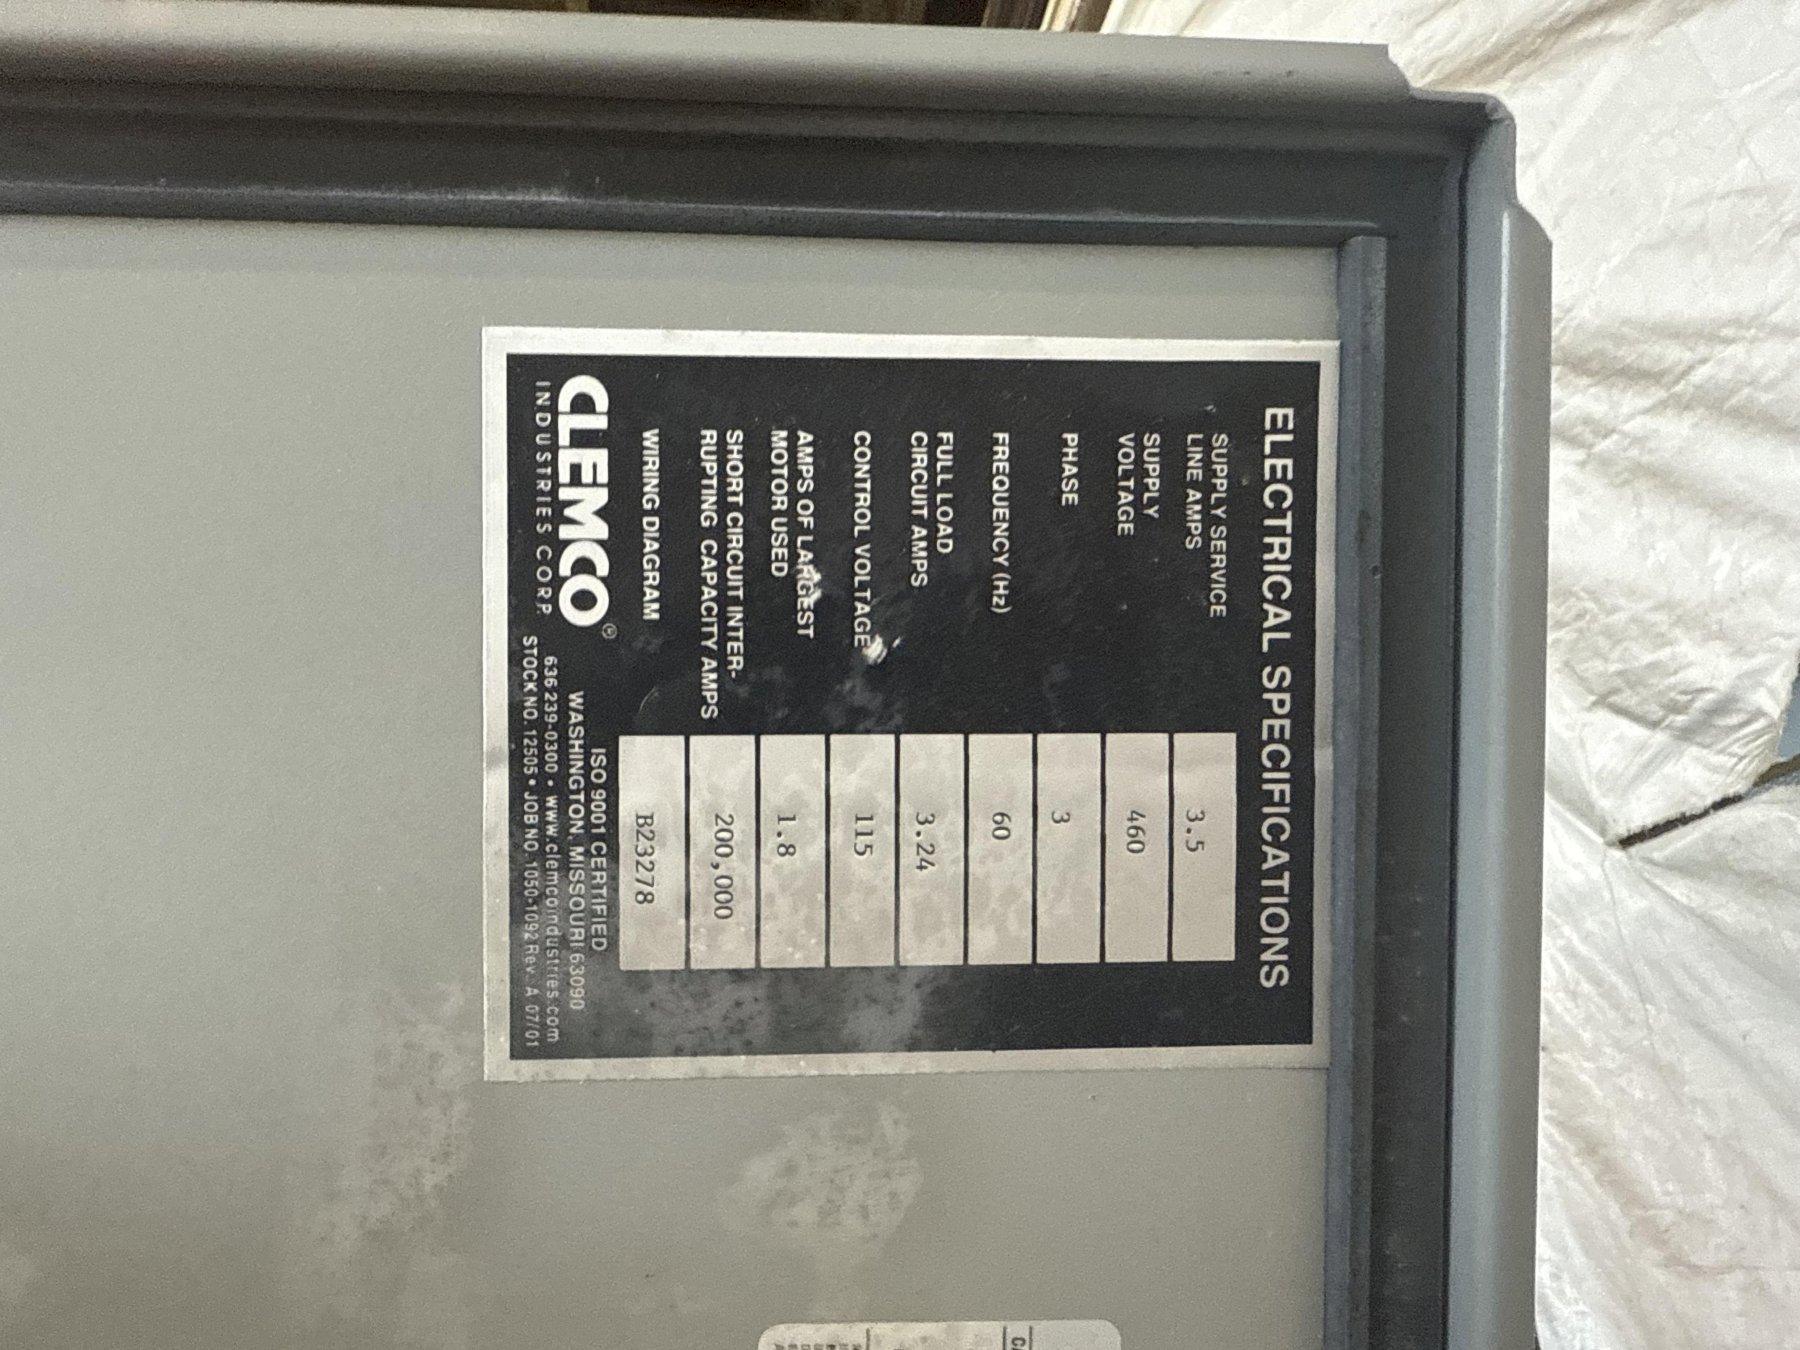 ELECTRICAL SPECIFICATIONS
SUPPLY SERVICE
LINE AMPS
3.5
SUPPLY
VOLTAGE
460
PHASE
3
FREQUENCY (Hz)
60
FULL LOAD
CIRCUIT AMPS
3.24
CONTROL VOLTAGE
115
AMPS OF LARGEST
MOTOR USED
1.8
SHORT CIRCUIT INTER-
RUPTING CAPACITY AMPS
200,000
WIRING DIAGRAM
B23278
CLEMCO®
INDUSTRIES CORP.
ISO 9001 CERTIFIED
WASHINGTON, MISSOURI 63090
636 239-0300 • www.clemcoindustries.com
STOCK NO. 12505 • JOB NO. 1050-1092 Rev. A 07/01